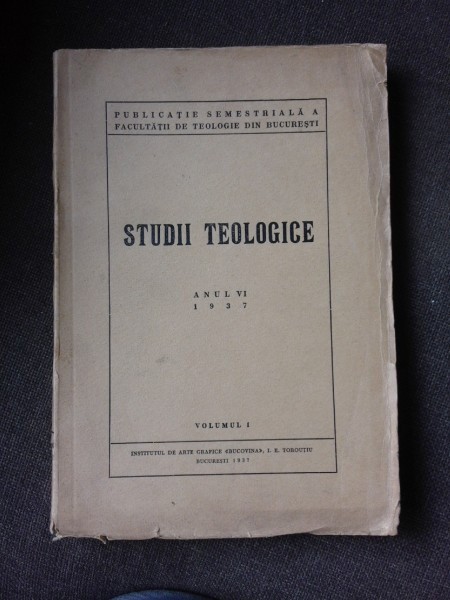 PUBLICAȚIE SEMESTRIALĂ A
FACULTĂȚII DE TEOLOGIE DIN BUCUREȘTI
STUDII TEOLOGICE
ANUL VI
1937
VOLUMUL I
INSTITUTUL DE ARTE GRAFICE «BUCOVINA», I. E. TOROUȚIU
BUCUREȘTI 1937